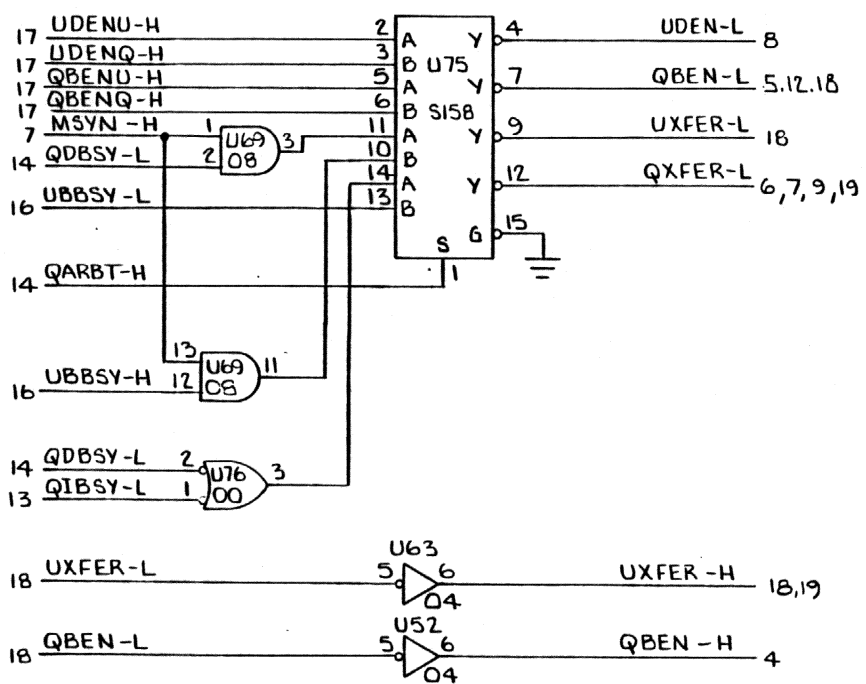 17 UDENU-H 2 A Y 4 UDEN-L 8
17 UDENQ-H 3 B U75
17 QBENU-H 5 A Y 7 QBEN-L 5,12,18
17 QBENQ-H 6 B S158
7 MSYN-H 1 U69 3 11 A Y 9 UXFER-L 18
14 QDBSY-L 2 08 10 B
14 A Y 12 QXFER-L 6,7,9,19
16 UBBSY-L 13 B
G 15
S
14 QARBT-H 1
13 U69 11
16 UBBSY-H 12 08
14 QDBSY-L 2 U76 3
13 QIBSY-L 1 00
U63
18 UXFER-L 5 6 UXFER-H 18,19
04
U52
18 QBEN-L 5 6 QBEN-H 4
04